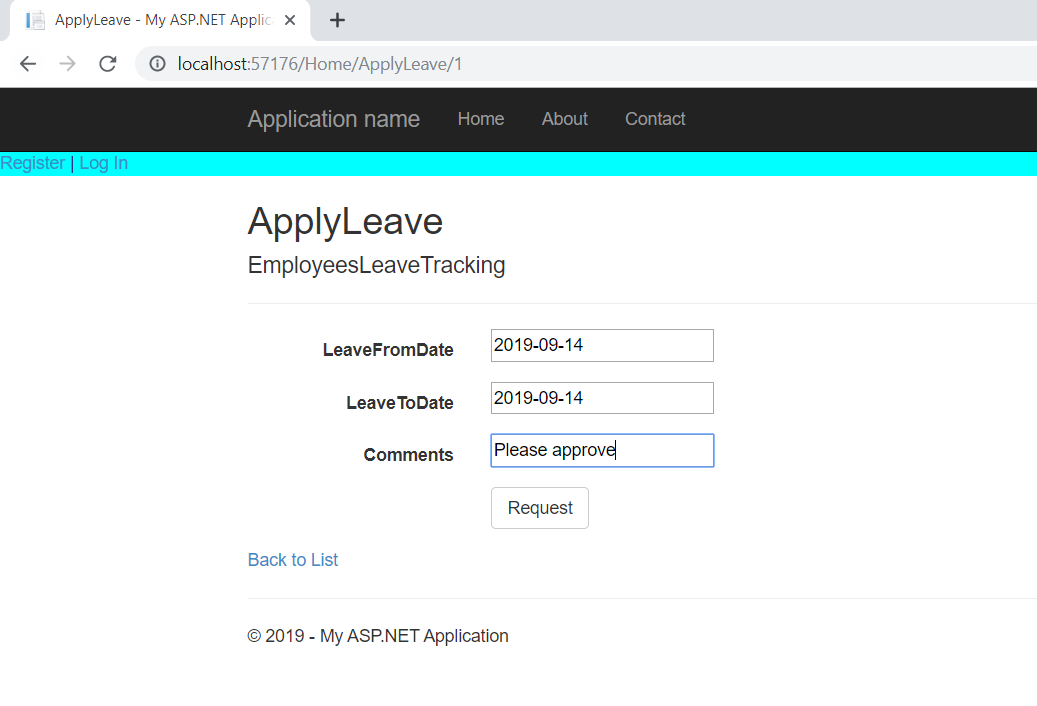 ApplyLeave - My ASP.NET Applic
localhost:57176/Home/ApplyLeave/1
Application name Home About Contact
Register | Log In
ApplyLeave
EmployeesLeaveTracking
LeaveFromDate 2019-09-14
LeaveToDate 2019-09-14
Comments Please approve
Request
Back to List
© 2019 - My ASP.NET Application